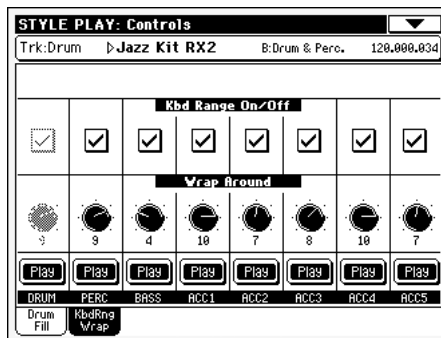 STYLE PLAY: Controls
Trk:Drum ▷Jazz Kit RX2 B:Drum & Perc. 120.000.034
Kbd Range On/Off
Wrap Around
9 9 4 10 7 8 10 7
Play Play Play Play Play Play Play Play
DRUM PERC BASS ACC1 ACC2 ACC3 ACC4 ACC5
Drum Fill
KbdRng Wrap